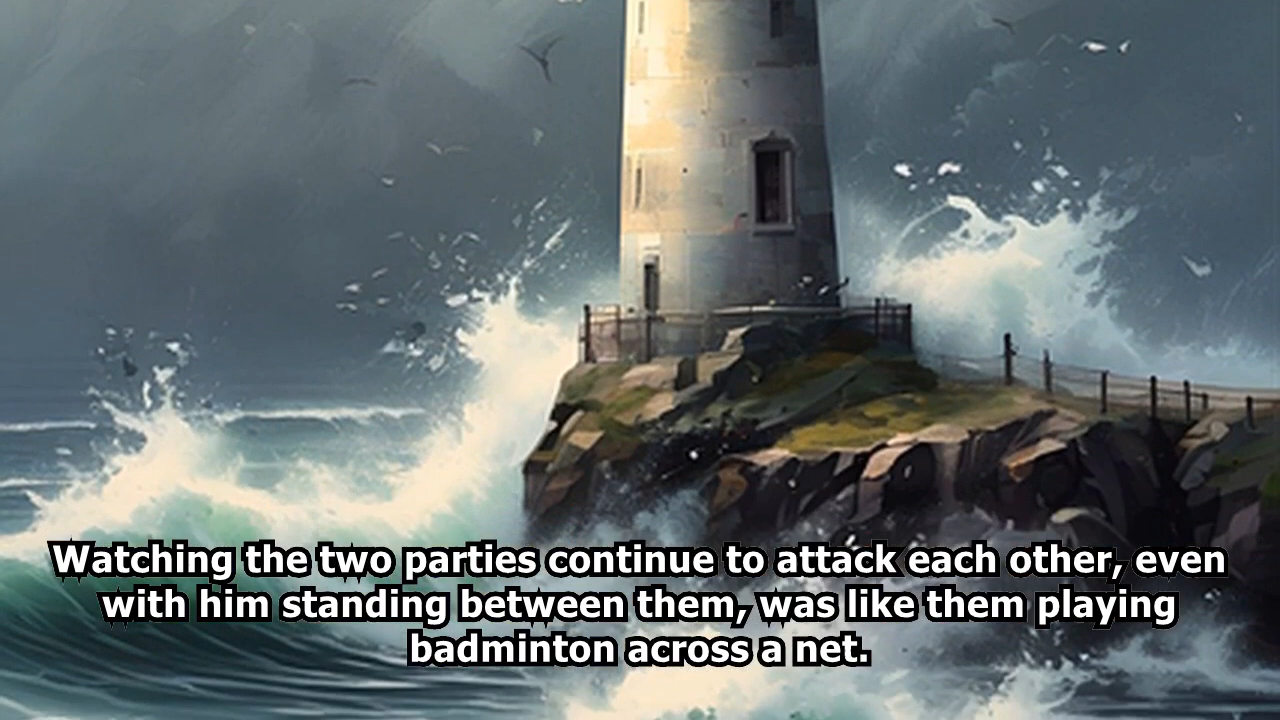 Watching the two parties continue to attack each other, even
with him standing between them, was like them playing
badminton across a net.